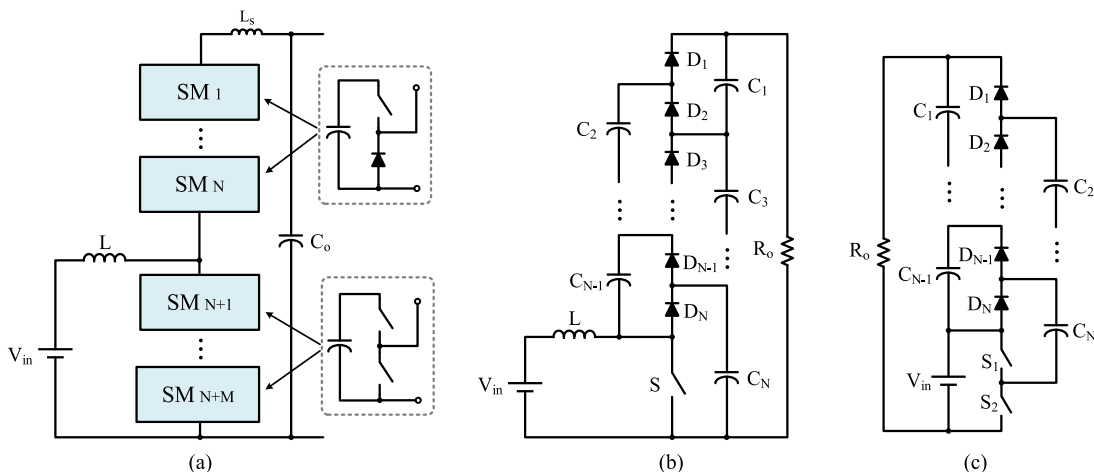 Ls
SM 1
SM N
L
Co
SM N+1
Vin
SM N+M
(a)
D1
C1
C2
D2
D3
C3
Ro
CN-1
DN-1
L
DN
Vin
S
CN
(b)
D1
C1
D2
C2
Ro
CN-1
DN-1
DN
CN
S1
Vin
S2
(c)